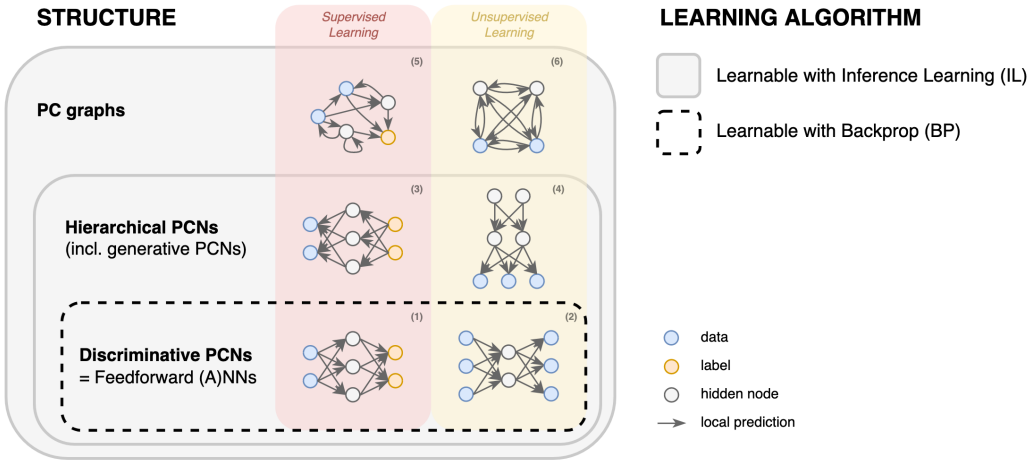 STRUCTURE
Supervised
Learning
Unsupervised
Learning
LEARNING ALGORITHM
(5)
(6)
PC graphs
Learnable with Inference Learning (IL)
Learnable with Backprop (BP)
(3)
(4)
Hierarchical PCNs
(incl. generative PCNs)
(1)
(2)
Discriminative PCNs
= Feedforward (A)NNs
data
label
hidden node
local prediction